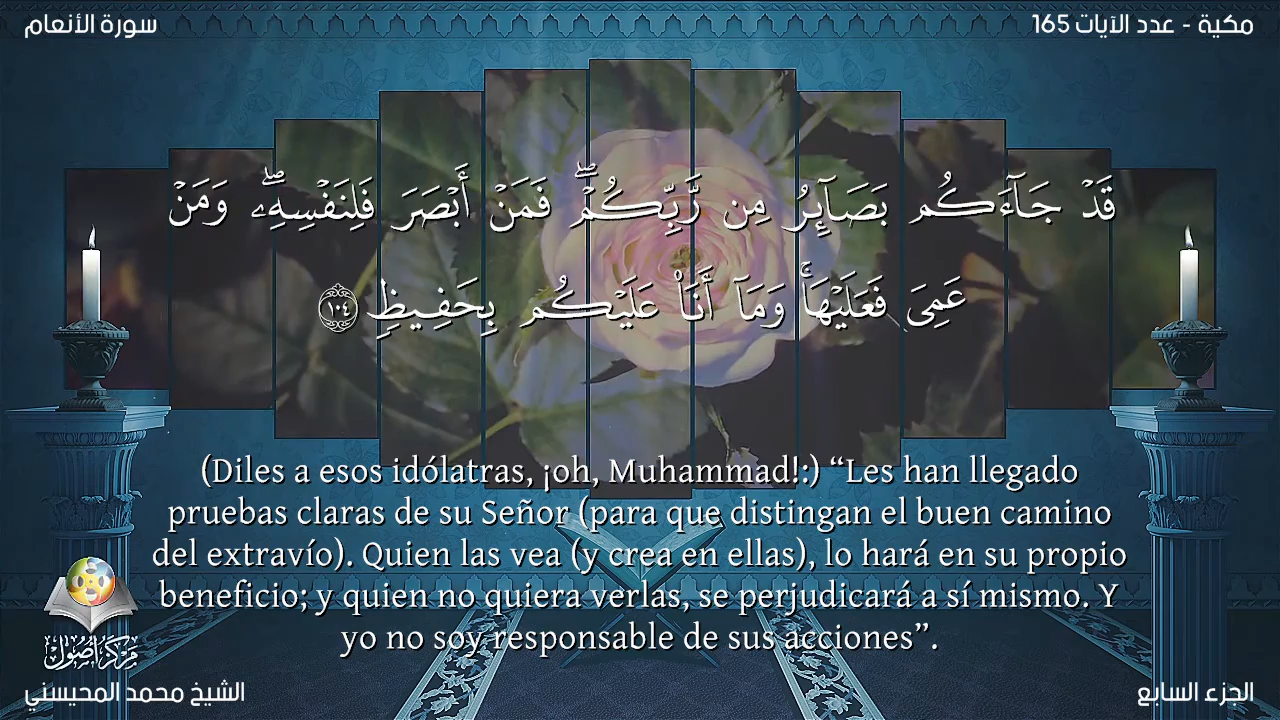 سورة الأنعام
مكية - عدد الآيات 165
قَدْ جَآءَكُم بَصَآئِرُ مِن رَّبِّكُمْ ۖ فَمَنْ أَبْصَرَ فَلِنَفْسِهِۦ ۖ وَمَنْ
عَمِىَ فَعَلَيْهَا ۚ وَمَآ أَنَا۠ عَلَيْكُم بِحَفِيظٍ ١٠٤
(Diles a esos idólatras, ¡oh, Muhammad!:) “Les han llegado
pruebas claras de su Señor (para que distingan el buen camino
del extravío). Quien las vea (y crea en ellas), lo hará en su propio
beneficio; y quien no quiera verlas, se perjudicará a sí mismo. Y
yo no soy responsable de sus acciones”.
مركز أصول
الشيخ محمد المحيسني
الجزء السابع